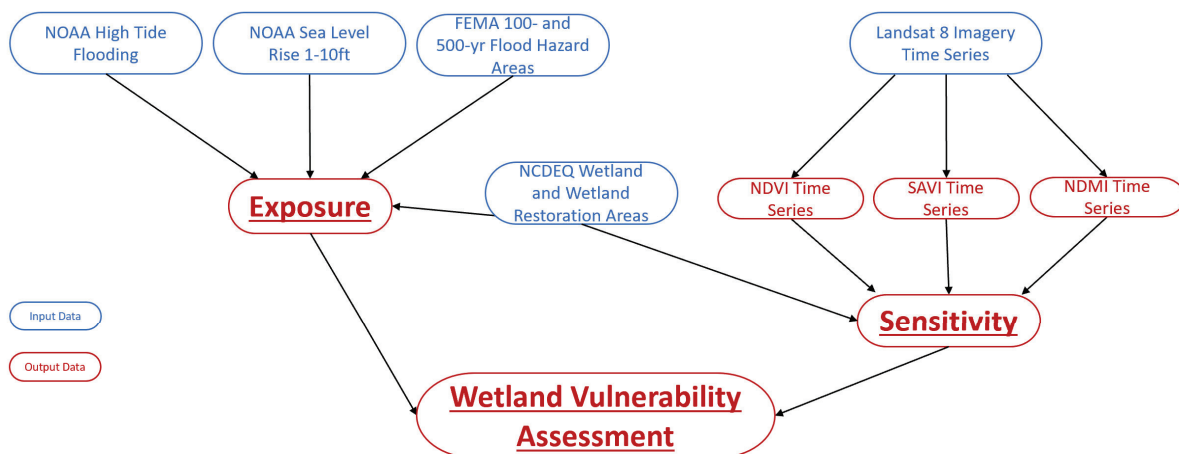 NOAA High Tide
Flooding
NOAA Sea Level
Rise 1-10ft
FEMA 100- and
500-yr Flood Hazard
Areas
Landsat 8 Imagery
Time Series
NCDEQ Wetland
and Wetland
Restoration Areas
NDVI Time
Series
SAVI Time
Series
NDMI Time
Series
Exposure
Sensitivity
Input Data
Output Data
Wetland Vulnerability
Assessment